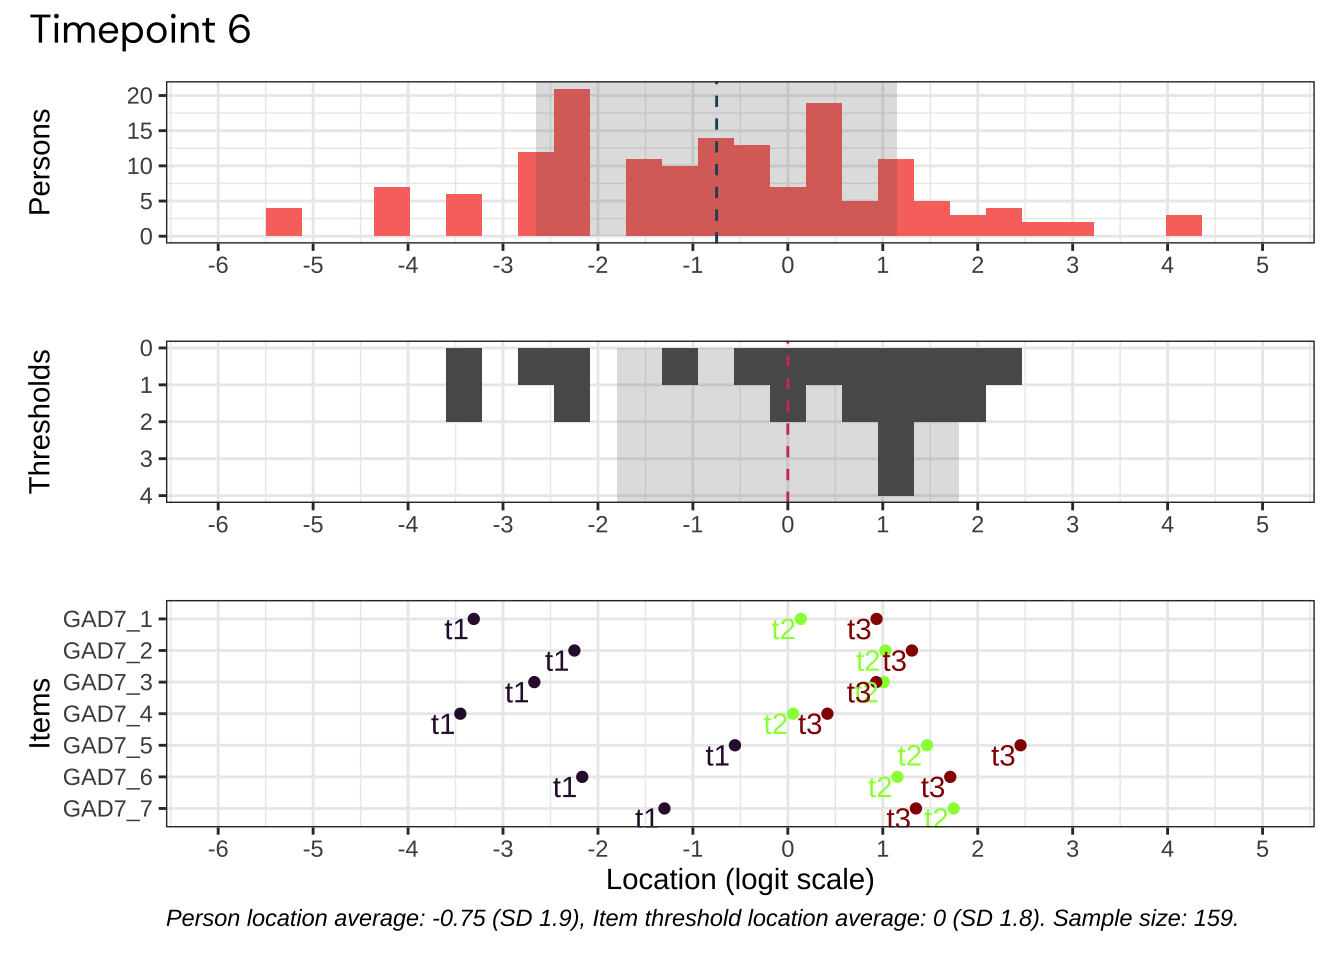 Timepoint 6
Persons
20
15
10
5
0
-6 -5 -4 -3 -2 -1 0 1 2 3 4 5
Thresholds
0
1
2
3
4
-6 -5 -4 -3 -2 -1 0 1 2 3 4 5
Items
GAD7_1 t1 t2 t3
GAD7_2 t1 t2 t3
GAD7_3 t1 t3 t2
GAD7_4 t1 t2 t3
GAD7_5 t1 t2 t3
GAD7_6 t1 t2 t3
GAD7_7 t1 t3 t2
-6 -5 -4 -3 -2 -1 0 1 2 3 4 5
Location (logit scale)
Person location average: -0.75 (SD 1.9), Item threshold location average: 0 (SD 1.8). Sample size: 159.